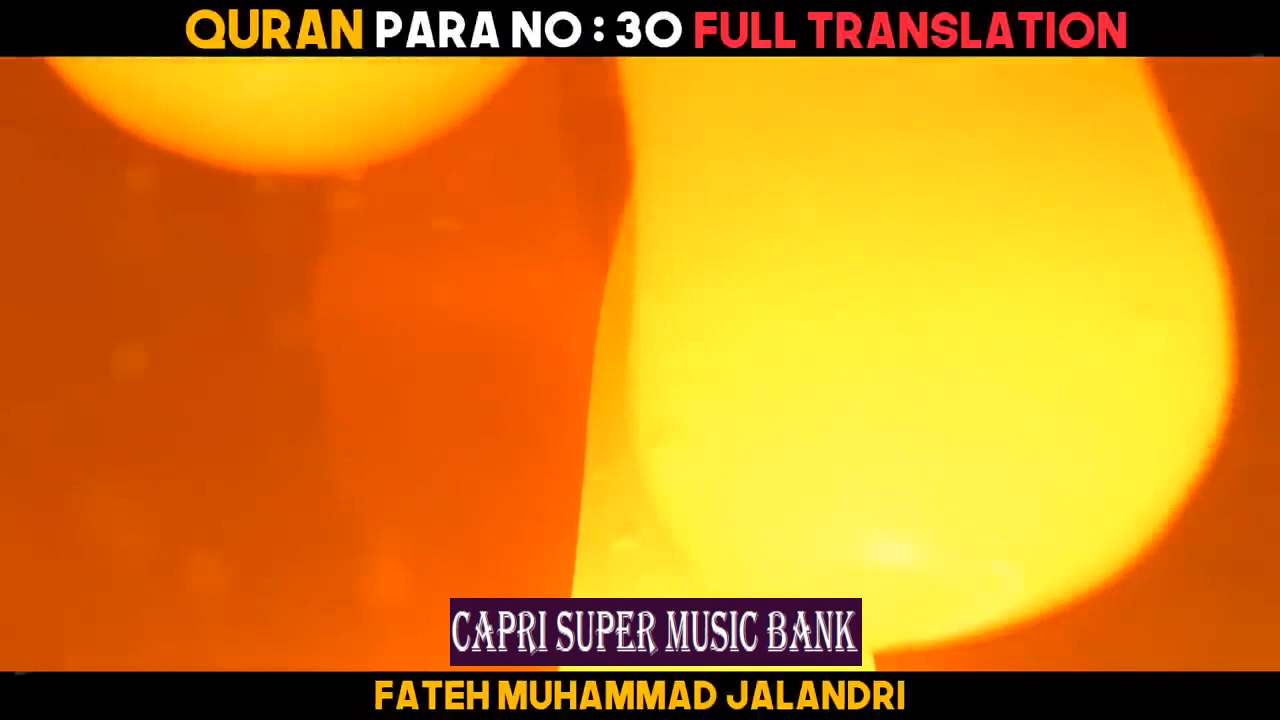 QURAN PARA NO : 30 FULL TRANSLATION
CAPRI SUPER MUSIC BANK
FATEH MUHAMMAD JALANDRI